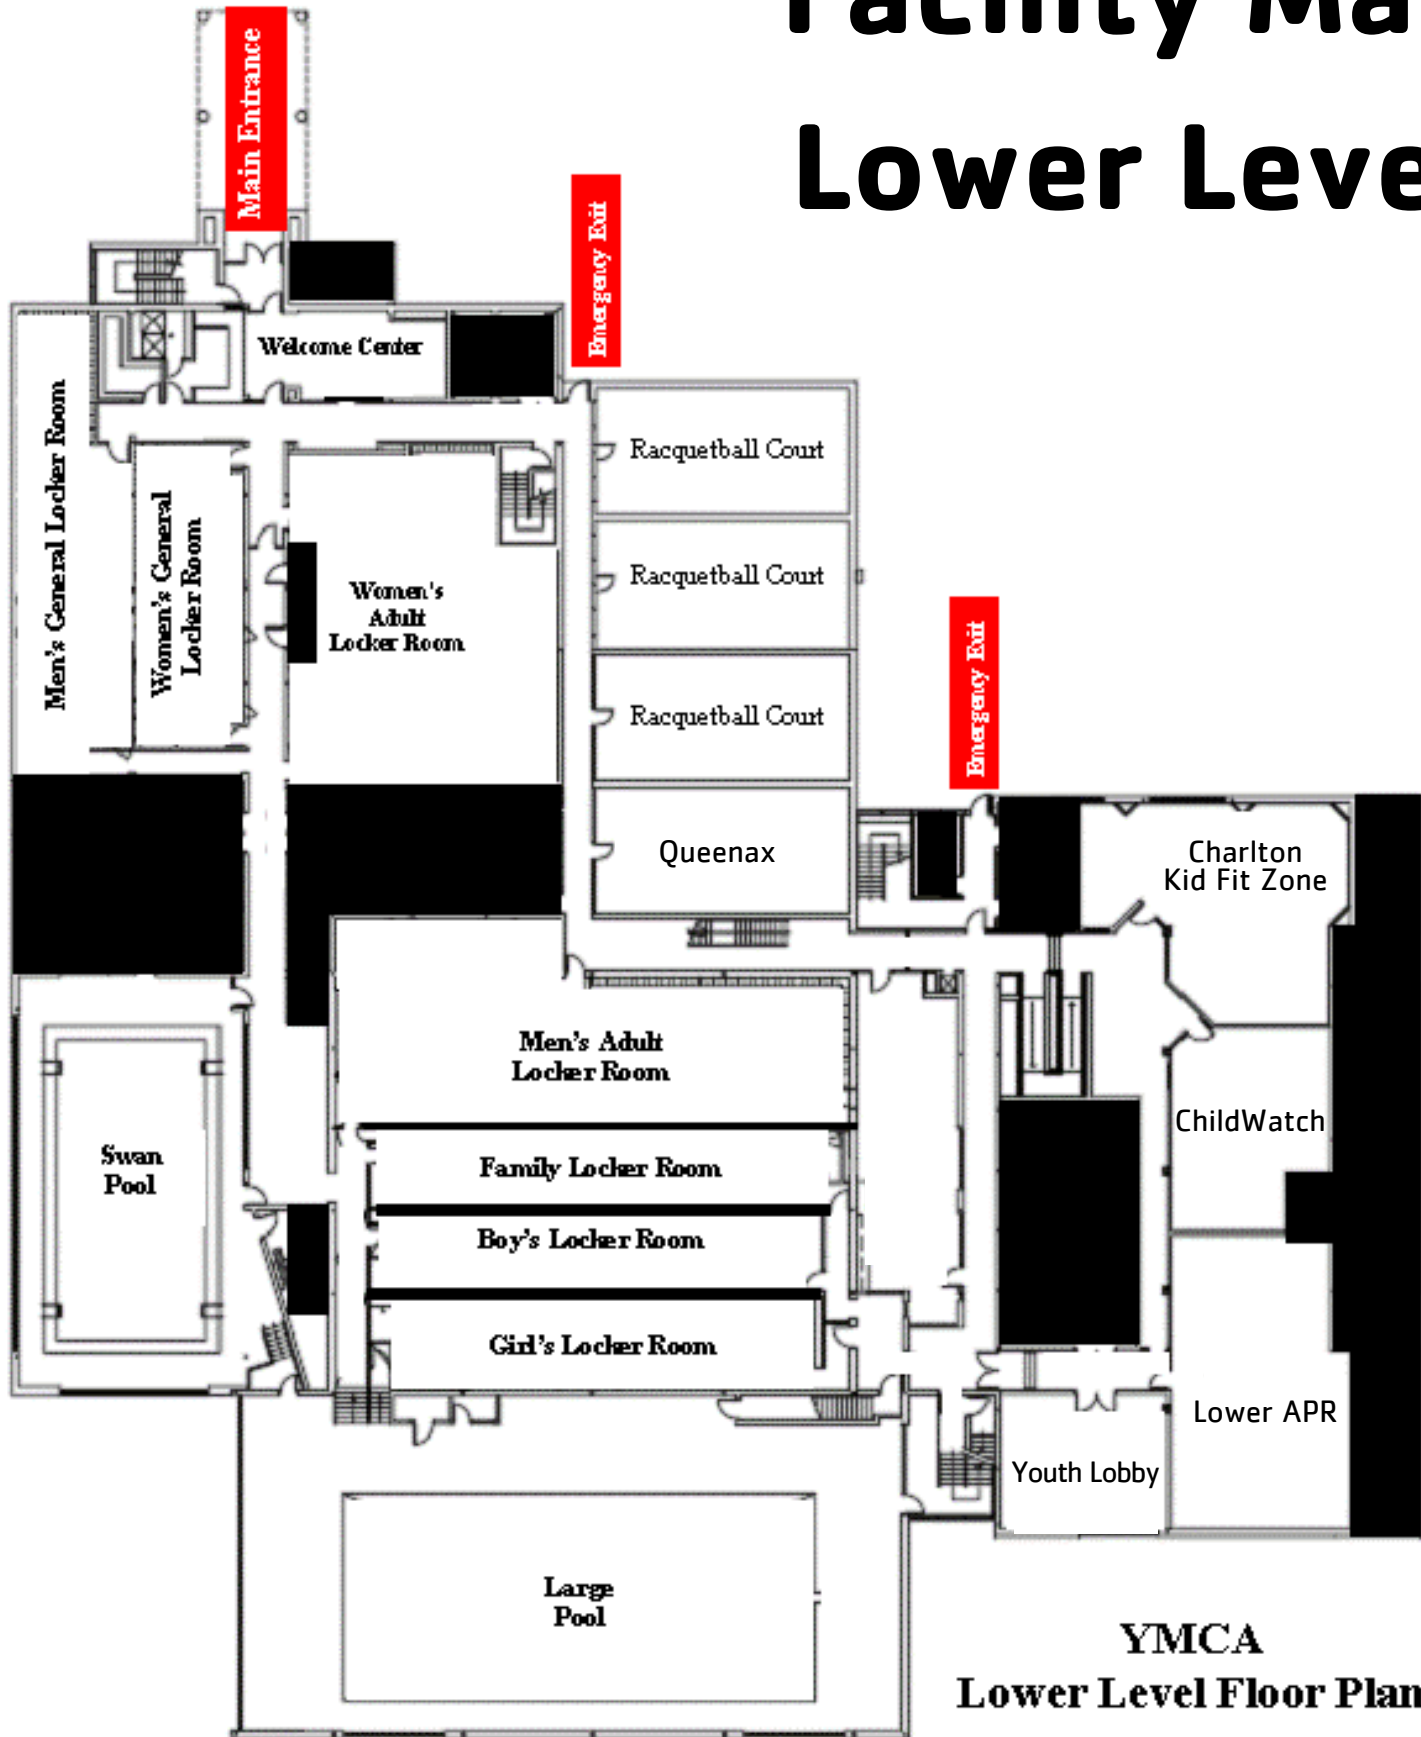 Facility Ma
Lower Leve
Main Entrance
Emergency Exit
Welcome Center
Men's General Locker Room
Women's General
Locker Room
Women's
Adult
Locker Room
Racquetball Court
Racquetball Court
Racquetball Court
Queenax
Emergency Exit
Charlton
Kid Fit Zone
Men's Adult
Locker Room
ChildWatch
Swan
Pool
Family Locker Room
Boy's Locker Room
Girl's Locker Room
Lower APR
Youth Lobby
Large
Pool
YMCA
Lower Level Floor Plan